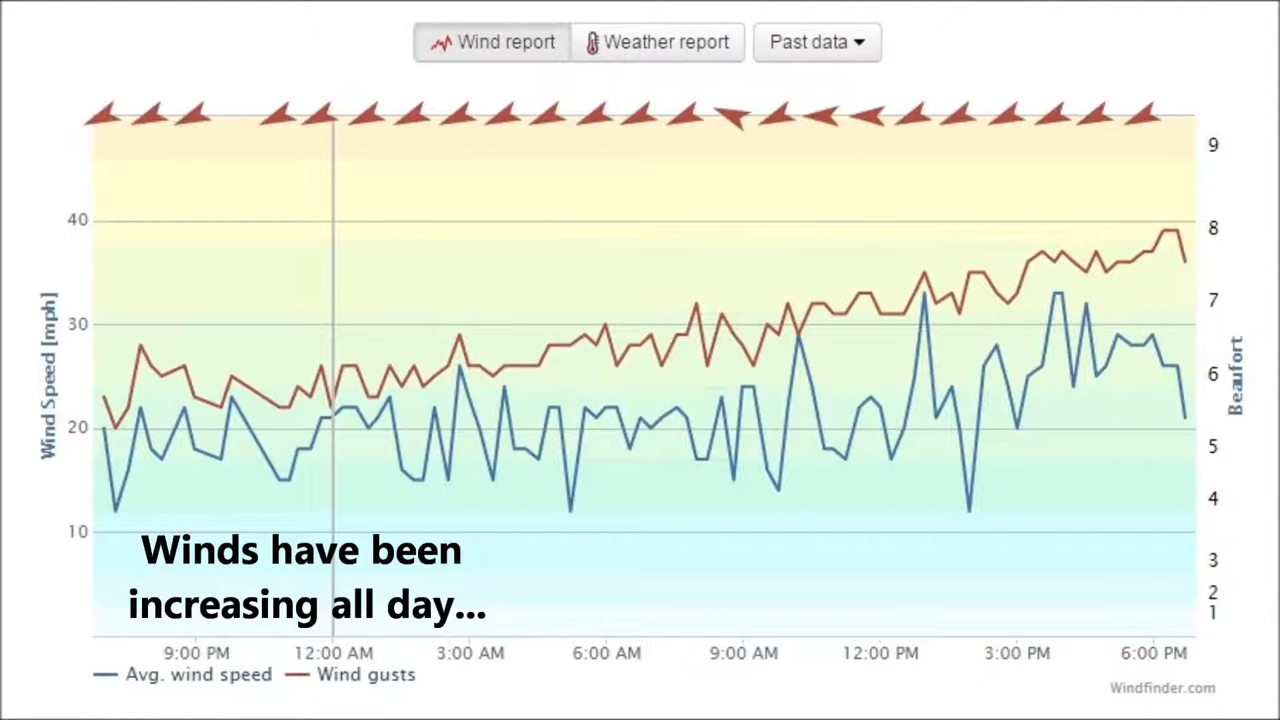 Wind report Weather report Past data
9
40
8
7
30
6
20
5
4
10
3
2
1
Wind Speed [mph]
Beaufort
Winds have been
increasing all day...
9:00 PM 12:00 AM 3:00 AM 6:00 AM 9:00 AM 12:00 PM 3:00 PM 6:00 PM
Avg. wind speed Wind gusts
Windfinder.com